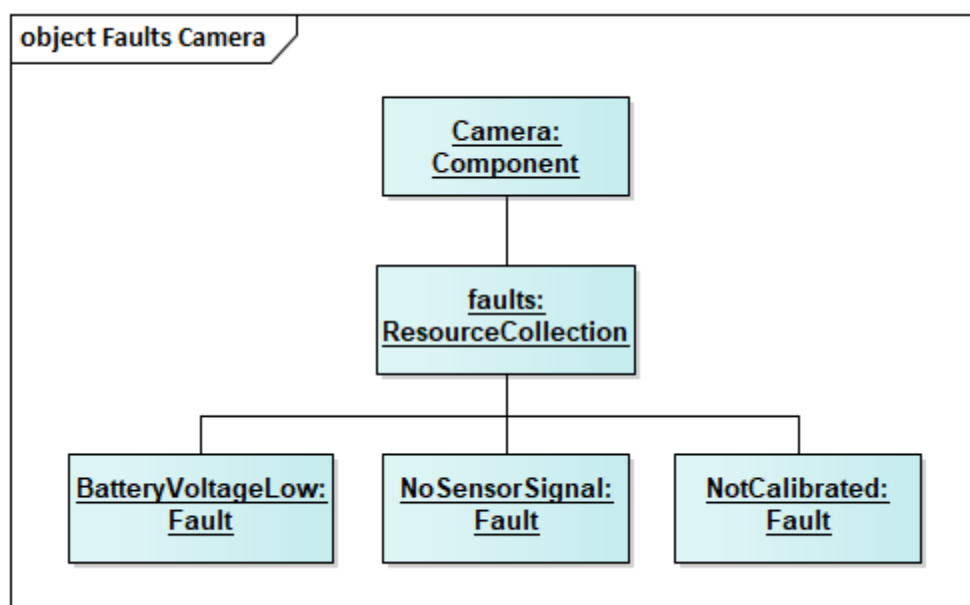 object Faults Camera
Camera:
Component
faults:
ResourceCollection
BatteryVoltageLow:
Fault
NoSensorSignal:
Fault
NotCalibrated:
Fault